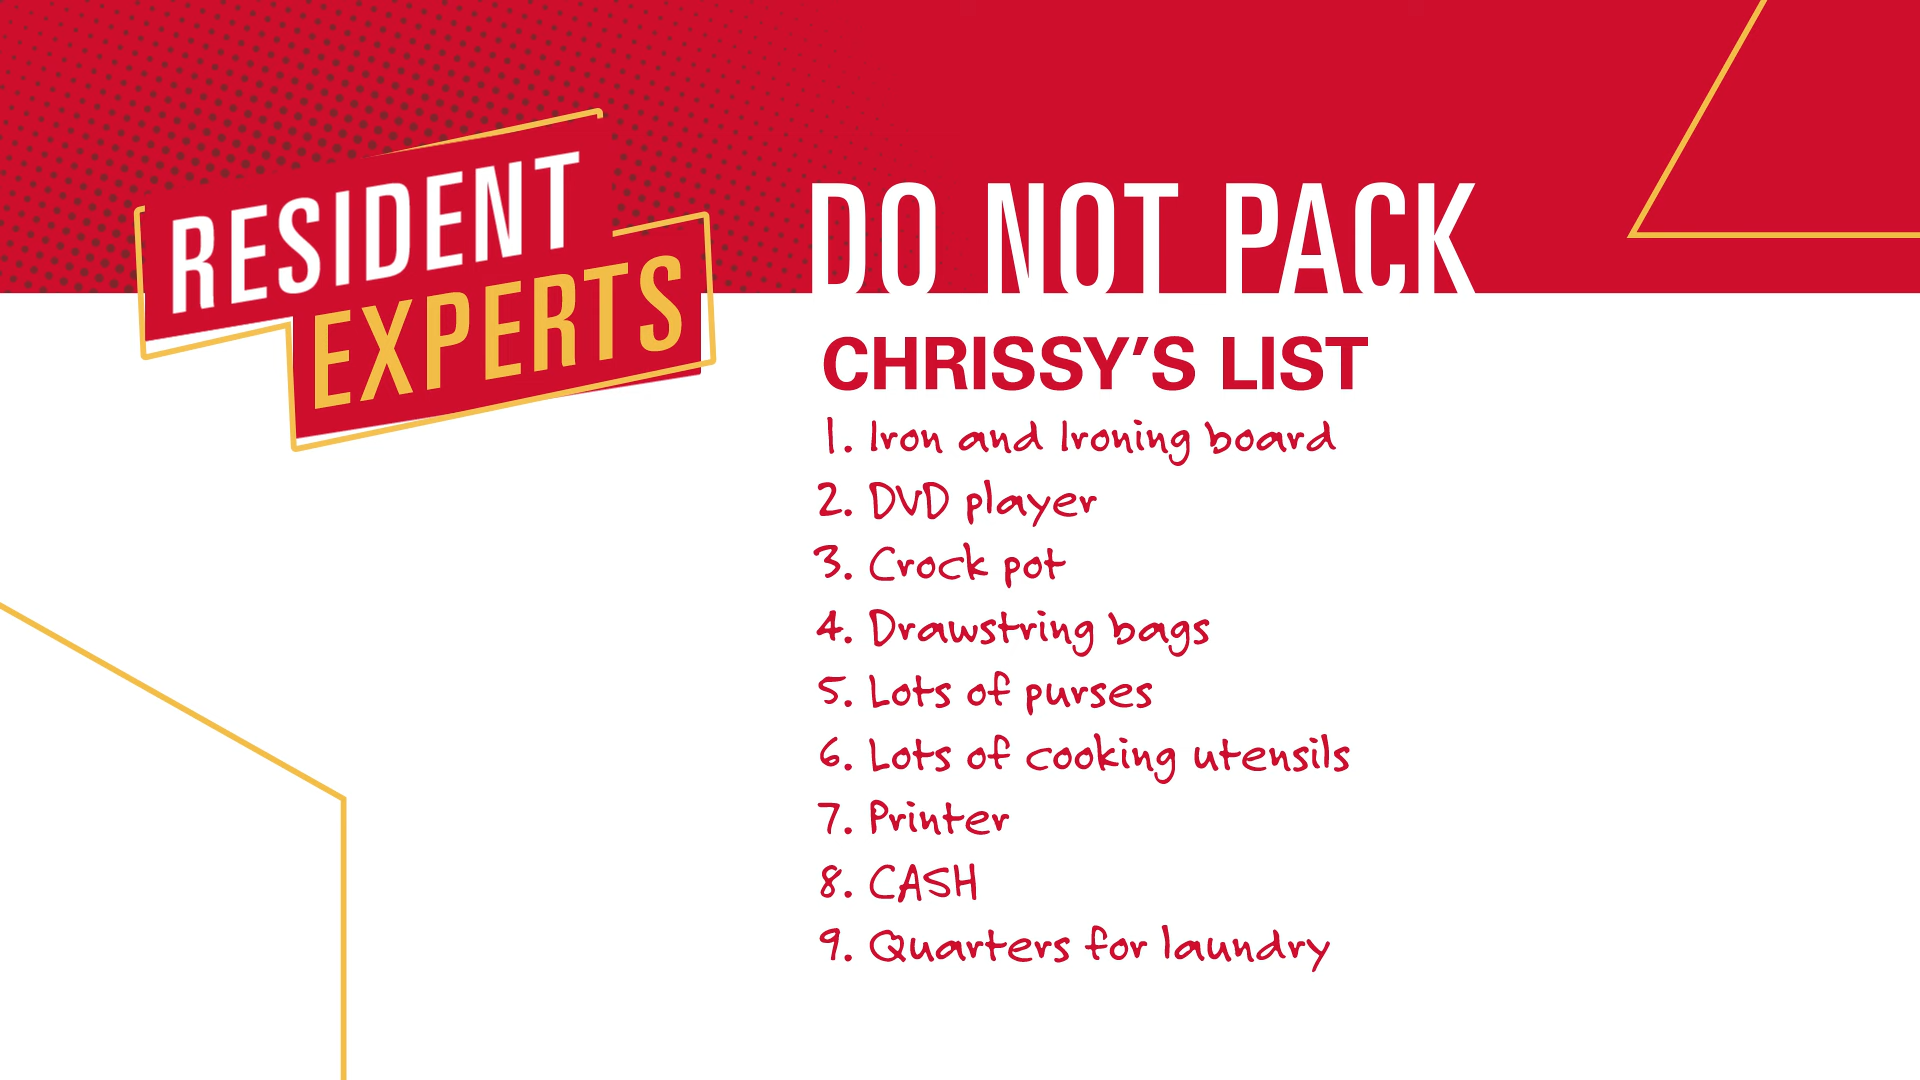 RESIDENT
EXPERTS
DO NOT PACK
CHRISSY’S LIST
1. Iron and Ironing board
2. DVD player
3. Crock pot
4. Drawstring bags
5. Lots of purses
6. Lots of cooking utensils
7. Printer
8. CASH
9. Quarters for laundry